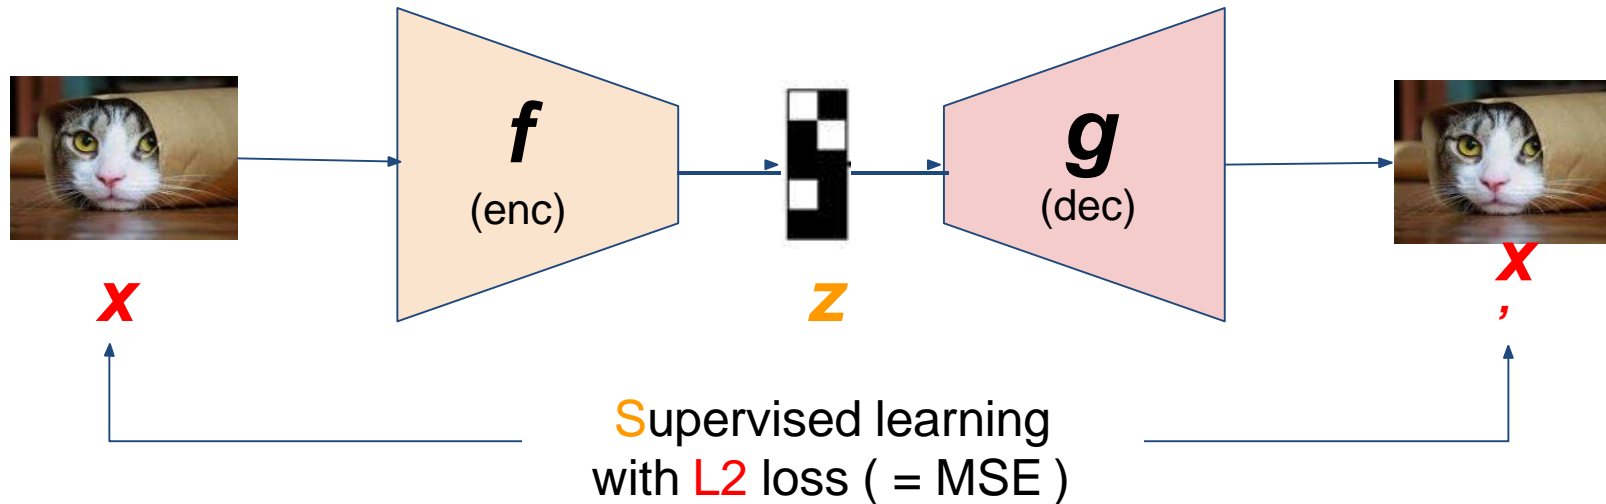 f
(enc)
g
(dec)
x
z
x
,
Supervised learning
with L2 loss ( = MSE )